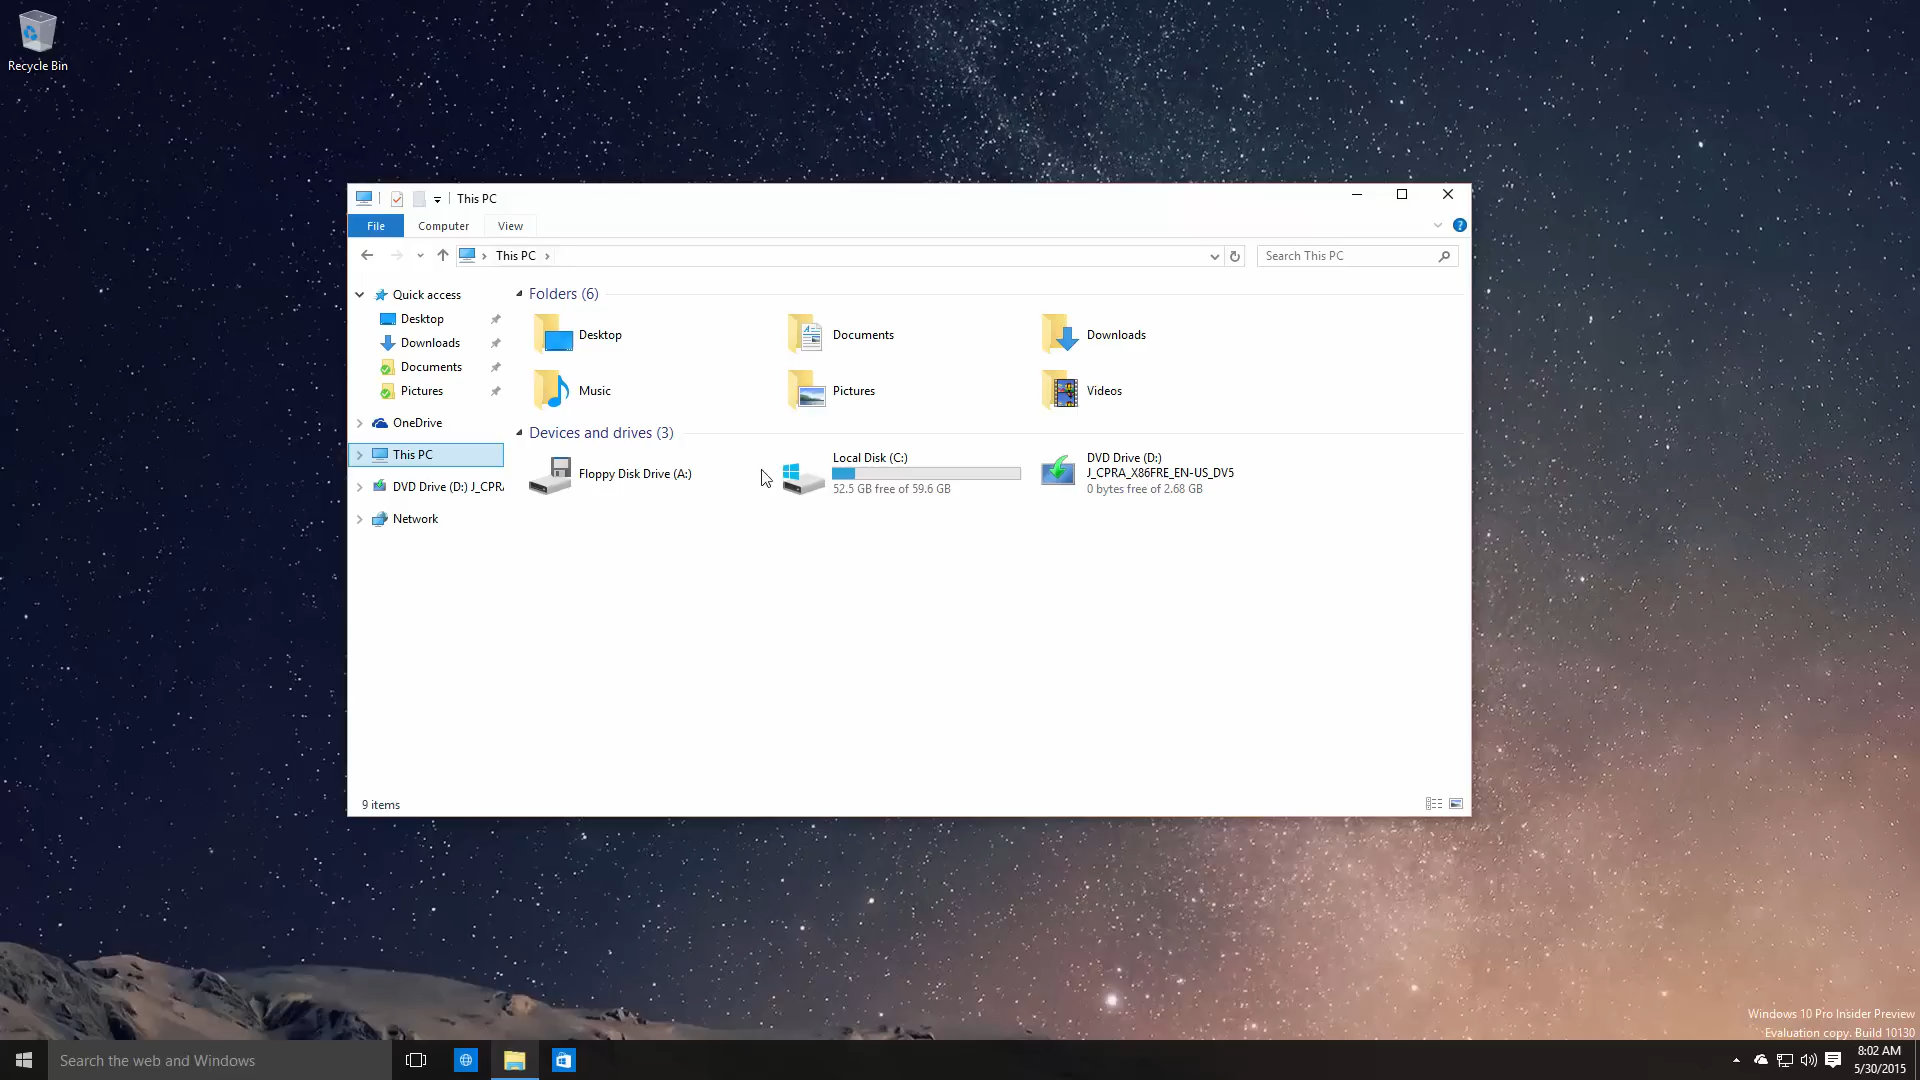 Recycle Bin
This PC
File
Computer
View
This PC
Search This PC
Quick access
Desktop
Downloads
Documents
Pictures
OneDrive
This PC
DVD Drive (D:) J_CPR
Network
Folders (6)
Desktop
Documents
Downloads
Music
Pictures
Videos
Devices and drives (3)
Floppy Disk Drive (A:)
Local Disk (C:)
52.5 GB free of 59.6 GB
DVD Drive (D:)
J_CPRA_X86FRE_EN-US_DV5
0 bytes free of 2.68 GB
9 items
Windows 10 Pro Insider Preview
Evaluation copy. Build 10130
Search the web and Windows
8:02 AM
5/30/2015